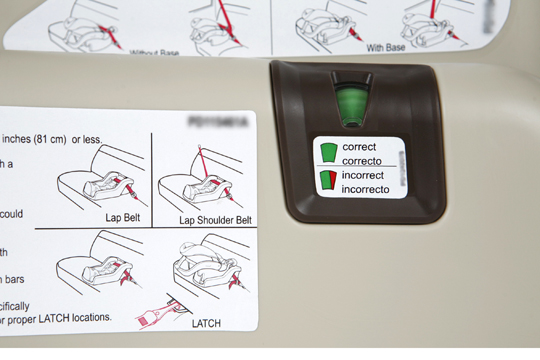 Without Base
With Base
inches (81 cm) or less.
h a
could
th
n bars
cifically
r proper LATCH locations.
Lap Belt
Lap Shoulder Belt
LATCH
correct
correcto
incorrect
incorrecto